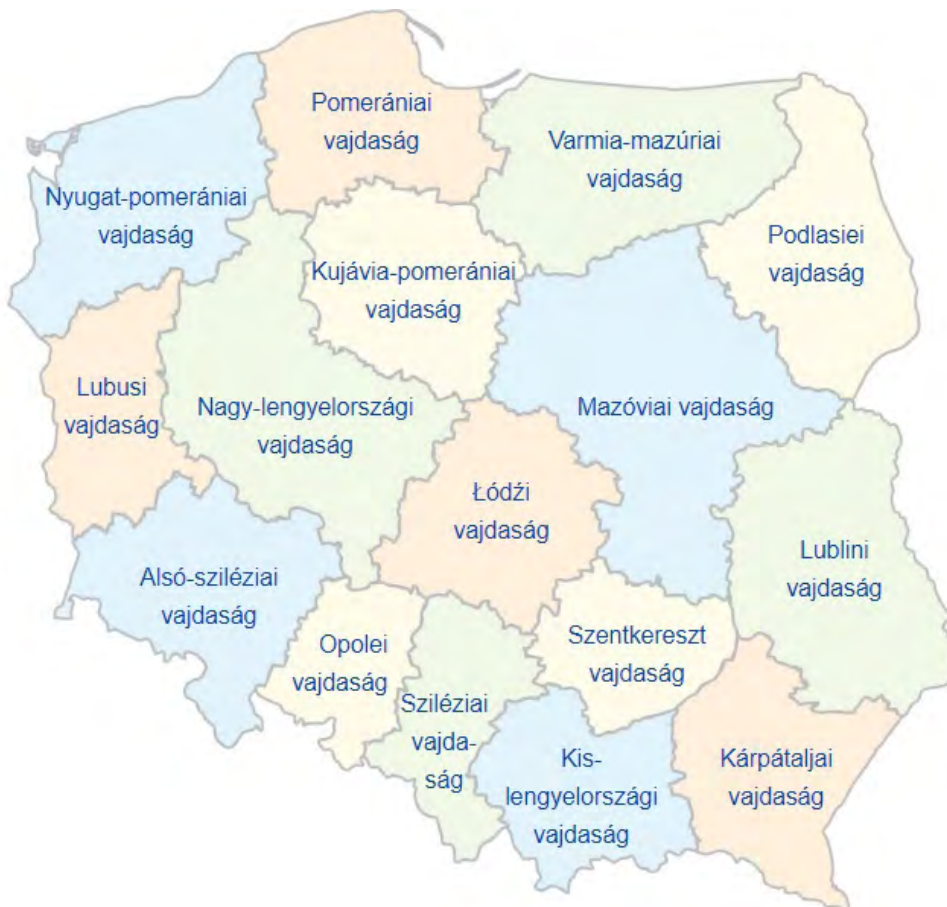 Pomerániai
vajdaság
Varmia-mazúriai
vajdaság
Nyugat-pomerániai
vajdaság
Podlasiei
vajdaság
Kujávia-pomerániai
vajdaság
Lubusi
vajdaság
Nagy-lengyelországi
vajdaság
Mazóviai vajdaság
Łódźi
vajdaság
Lublini
vajdaság
Alsó-sziléziai
vajdaság
Opolei
vajdaság
Szentkereszt
vajdaság
Sziléziai
vajda-
ság
Kis-
lengyelországi
vajdaság
Kárpátaljai
vajdaság